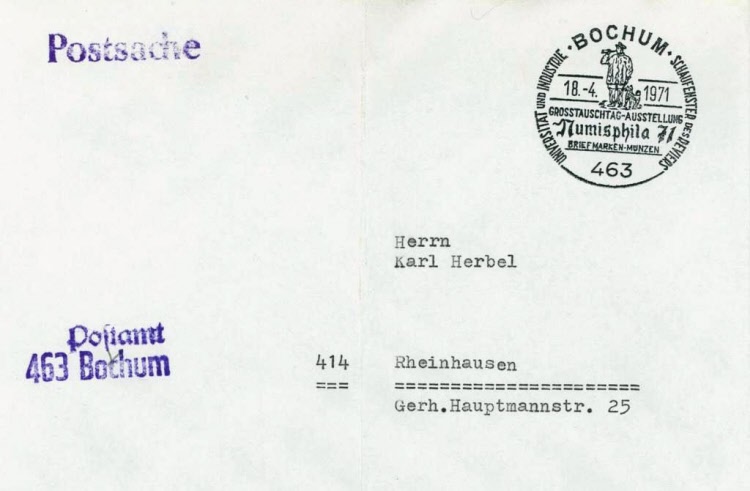 Postsache
· BOCHUM ·
UNIVERSITÄT UND INDUSTRIE
SCHAUFENSTER DES REVIERS
18.-4. 1971
GROSSTAUSCHTAG-AUSSTELLUNG
Numisphila 71
BRIEFMARKEN-MÜNZEN
463
Herrn
Karl Herbel
Postamt
463 Bochum
414 Rheinhausen
=== ======================
Gerh.Hauptmannstr. 25